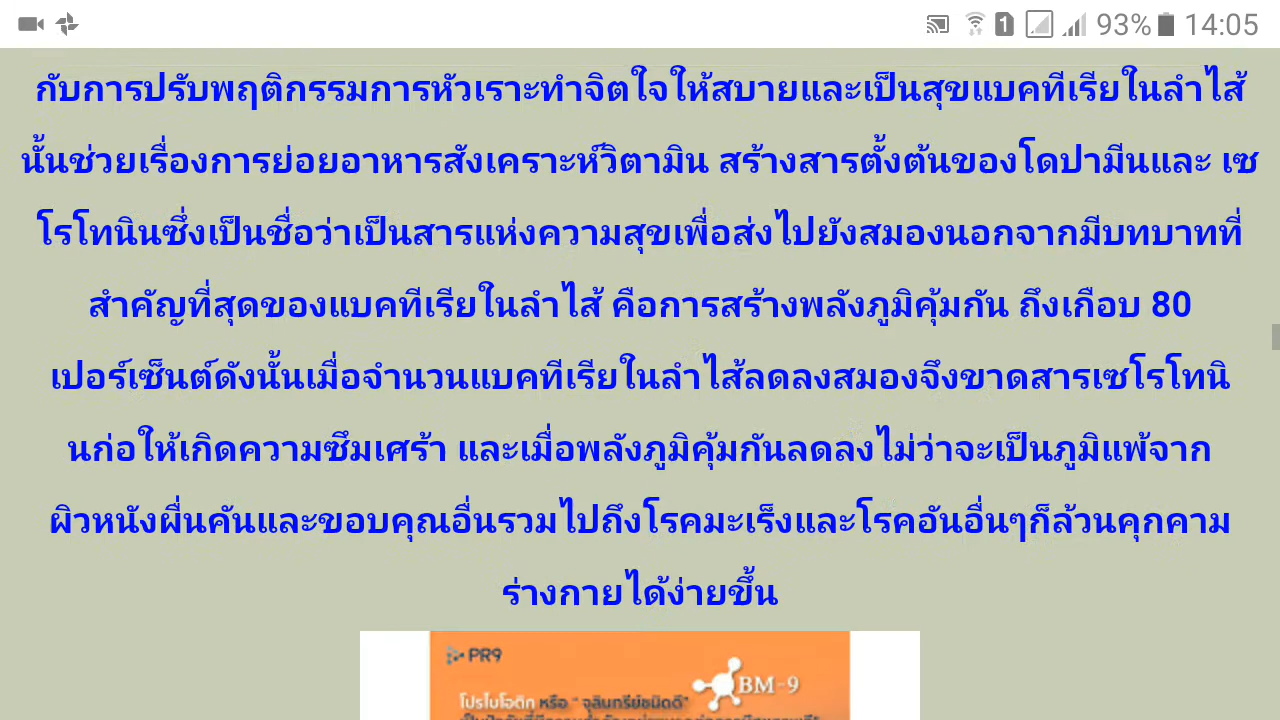 93% 14:05
กับการปรับพฤติกรรมการหัวเราะทำจิตใจให้สบายและเป็นสุขแบคทีเรียในลำไส้
นั้นช่วยเรื่องการย่อยอาหารสังเคราะห์วิตามิน สร้างสารตั้งต้นของโดปามีนและ เซ
โรโทนินซึ่งเป็นชื่อว่าเป็นสารแห่งความสุขเพื่อส่งไปยังสมองนอกจากมีบทบาทที่
สำคัญที่สุดของแบคทีเรียในลำไส้ คือการสร้างพลังภูมิคุ้มกัน ถึงเกือบ 80
เปอร์เซ็นต์ดังนั้นเมื่อจำนวนแบคทีเรียในลำไส้ลดลงสมองจึงขาดสารเซโรโทนิ
นก่อให้เกิดความซึมเศร้า และเมื่อพลังภูมิคุ้มกันลดลงไม่ว่าจะเป็นภูมิแพ้จาก
ผิวหนังผื่นคันและขอบคุณอื่นรวมไปถึงโรคมะเร็งและโรคอันอื่นๆก็ล้วนคุกคาม
ร่างกายได้ง่ายขึ้น
PR9
BM-9
โปรไบโอติก หรือ " จุลินทรีย์ชนิดดี"